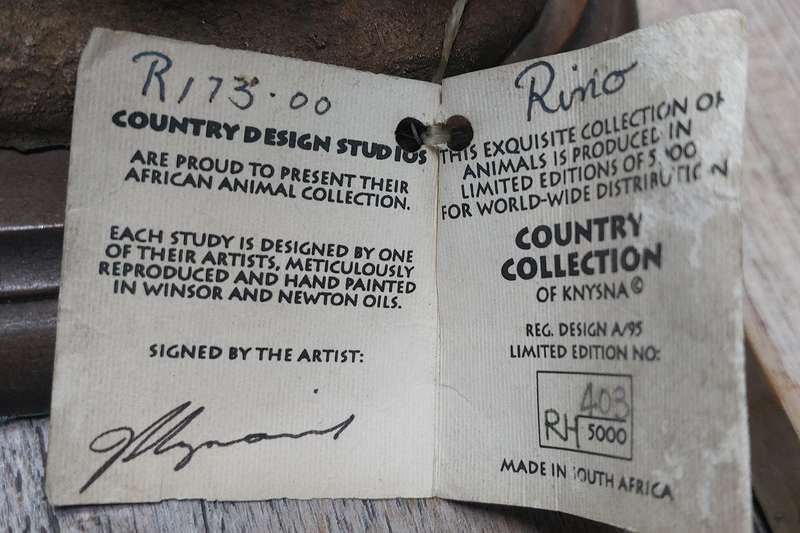 R173.00
COUNTRY DESIGN STUDIOS
ARE PROUD TO PRESENT THEIR
AFRICAN ANIMAL COLLECTION.
EACH STUDY IS DESIGNED BY ONE
OF THEIR ARTISTS, METICULOUSLY
REPRODUCED AND HAND PAINTED
IN WINSOR AND NEWTON OILS.
SIGNED BY THE ARTIST:
Rino
THIS EXQUISITE COLLECTION OF
ANIMALS IS PRODUCED IN
LIMITED EDITIONS OF 5 000
FOR WORLD-WIDE DISTRIBUTION
COUNTRY
COLLECTION
OF KNYSNA©
REG. DESIGN A/95
LIMITED EDITION NO:
403
RH 5000
MADE IN SOUTH AFRICA